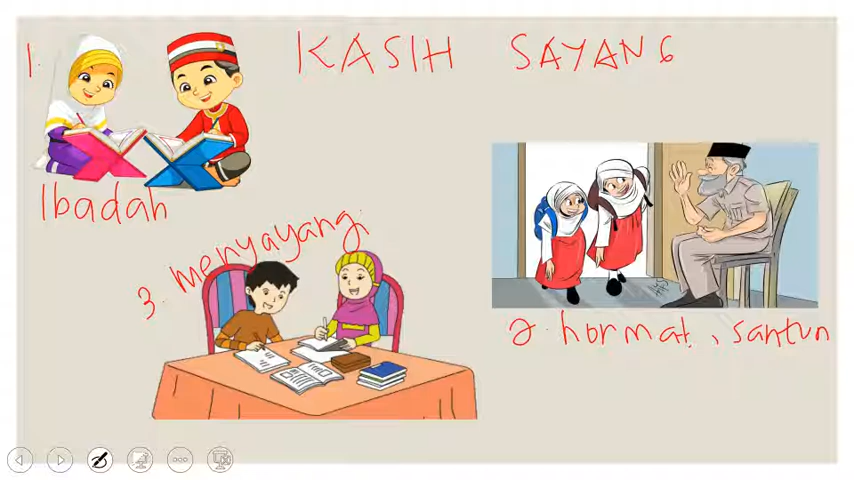 KASIH SAYANG
1.
Ibadah
2. hormat, santun
3. menyayangi